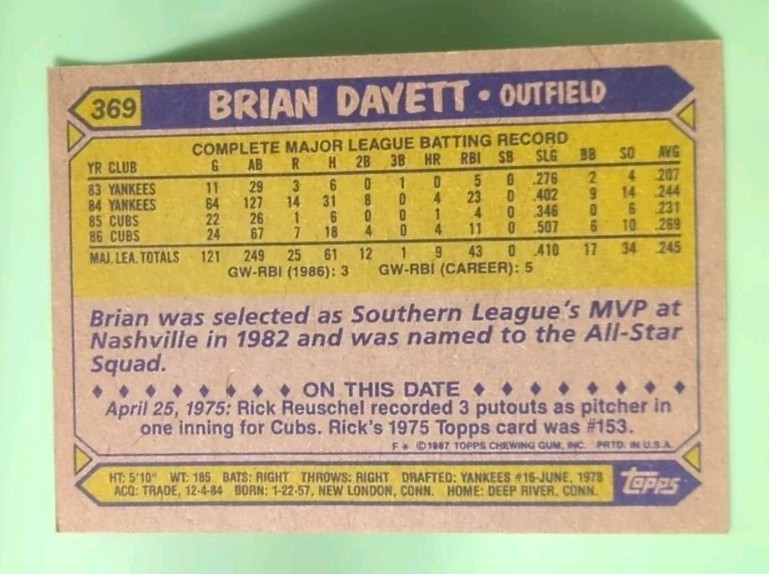 369 BRIAN DAYETT • OUTFIELD
COMPLETE MAJOR LEAGUE BATTING RECORD
YR CLUB G AB R H 2B 3B HR RBI SB SLG BB SO AVG
83 YANKEES 11 29 3 6 0 1 0 5 0 .276 2 4 .207
84 YANKEES 64 127 14 31 8 0 4 23 0 .402 9 14 .244
85 CUBS 22 26 1 6 0 0 1 4 0 .346 0 6 .231
86 CUBS 24 67 7 18 4 0 4 11 0 .507 6 10 .269
MAJ. LEA. TOTALS 121 249 25 61 12 1 9 43 0 .410 17 34 .245
GW-RBI (1986): 3 GW-RBI (CAREER): 5
Brian was selected as Southern League's MVP at
Nashville in 1982 and was named to the All-Star
Squad.
♦ ♦ ♦ ♦ ♦ ♦ ♦ ♦ ON THIS DATE ♦ ♦ ♦ ♦ ♦ ♦ ♦ ♦
April 25, 1975: Rick Reuschel recorded 3 putouts as pitcher in
one inning for Cubs. Rick's 1975 Topps card was #153.
F * © 1987 TOPPS CHEWING GUM, INC. PRTD. IN U.S.A.
HT: 5'10" WT: 185 BATS: RIGHT THROWS: RIGHT DRAFTED: YANKEES #16-JUNE, 1978
ACQ: TRADE, 12-4-84 BORN: 1-22-57, NEW LONDON, CONN. HOME: DEEP RIVER, CONN.
topps